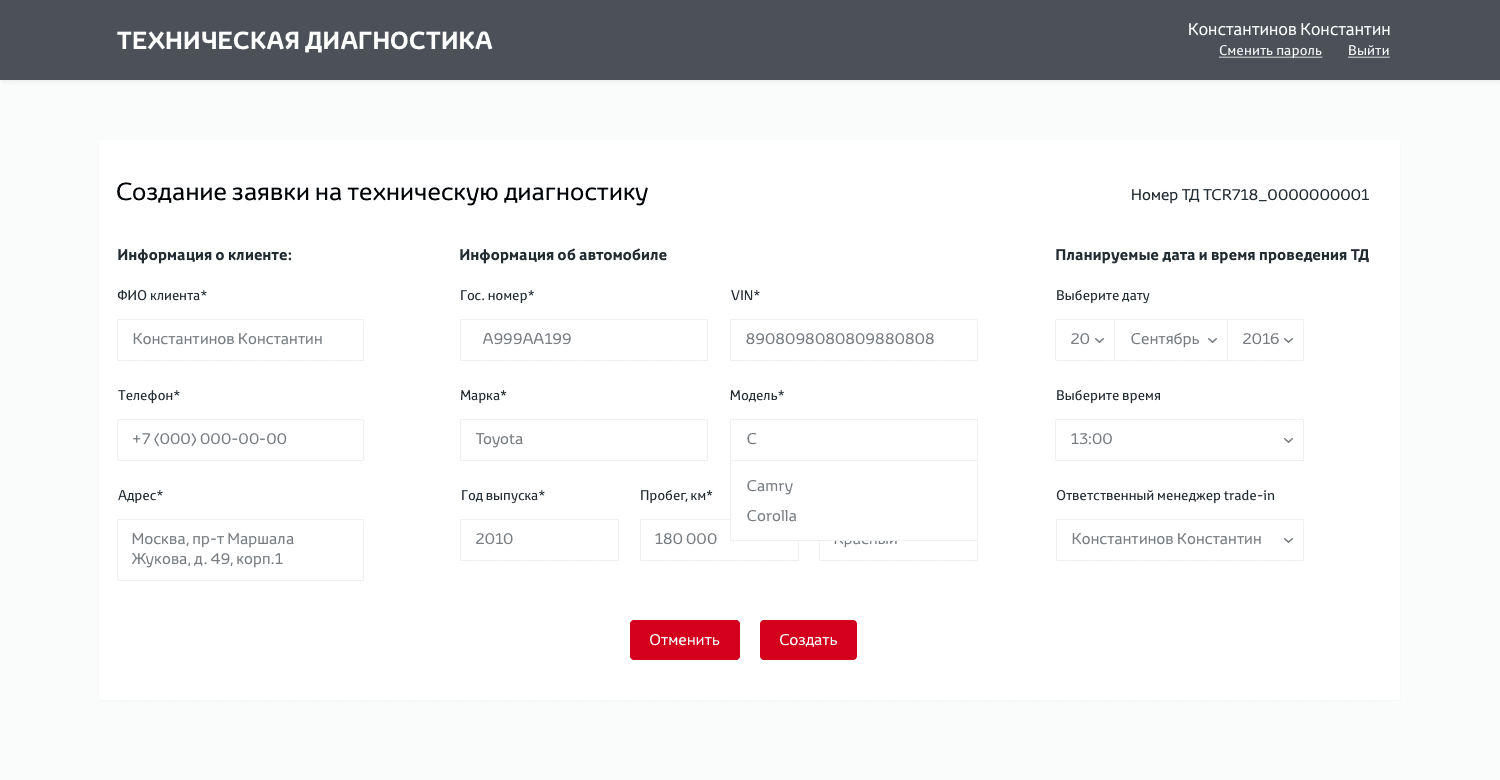 ТЕХНИЧЕСКАЯ ДИАГНОСТИКА
Константинов Константин
Сменить пароль Выйти
Создание заявки на техническую диагностику
Номер ТД TCR718_0000000001
Информация о клиенте:
ФИО клиента*
Константинов Константин
Телефон*
+7 (000) 000-00-00
Адрес*
Москва, пр-т Маршала
Жукова, д. 49, корп.1
Информация об автомобиле
Гос. номер*
А999АА199
VIN*
8908098080809880808
Марка*
Toyota
Модель*
C
Camry
Corolla
Год выпуска*
2010
Пробег, км*
180 000
Красный
Планируемые дата и время проведения ТД
Выберите дату
20 Сентябрь 2016
Выберите время
13:00
Ответственный менеджер trade-in
Константинов Константин
Отменить
Создать